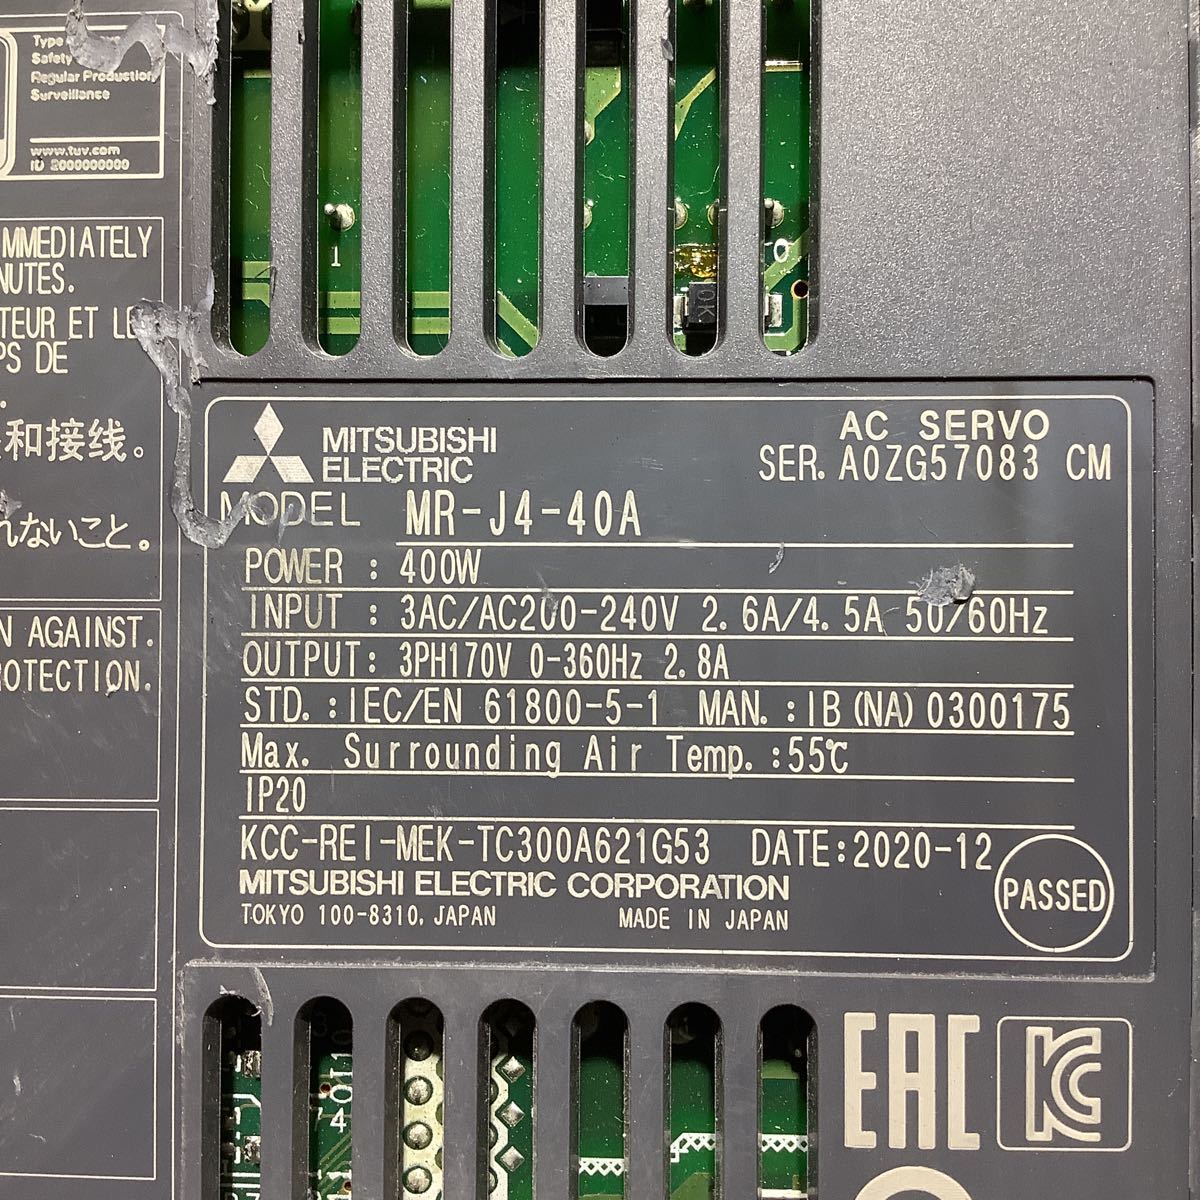 Safety
Regular Production
Surveillance
www.tuv.com
ID 2000000000
IMMEDIATELY
NUTES.
TEUR ET LE
PS DE
和接线。
れないこと。
N AGAINST.
ROTECTION.
1
0
MITSUBISHI
ELECTRIC
AC SERVO
SER. A0ZG57083 CM
MODEL MR-J4-40A
POWER : 400W
INPUT : 3AC/AC200-240V 2.6A/4.5A 50/60Hz
OUTPUT: 3PH170V 0-360Hz 2.8A
STD. : IEC/EN 61800-5-1 MAN. : IB(NA)0300175
Max. Surrounding Air Temp. :55℃
IP20
KCC-REI-MEK-TC300A621G53 DATE:2020-12
MITSUBISHI ELECTRIC CORPORATION
TOKYO 100-8310, JAPAN MADE IN JAPAN
PASSED
EAC
KC